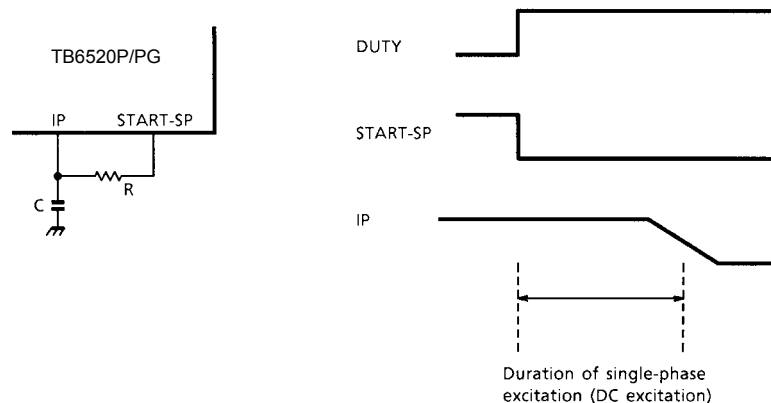 TB6520P/PG
IP START-SP
R
C
DUTY
START-SP
IP
Duration of single-phase
excitation (DC excitation)